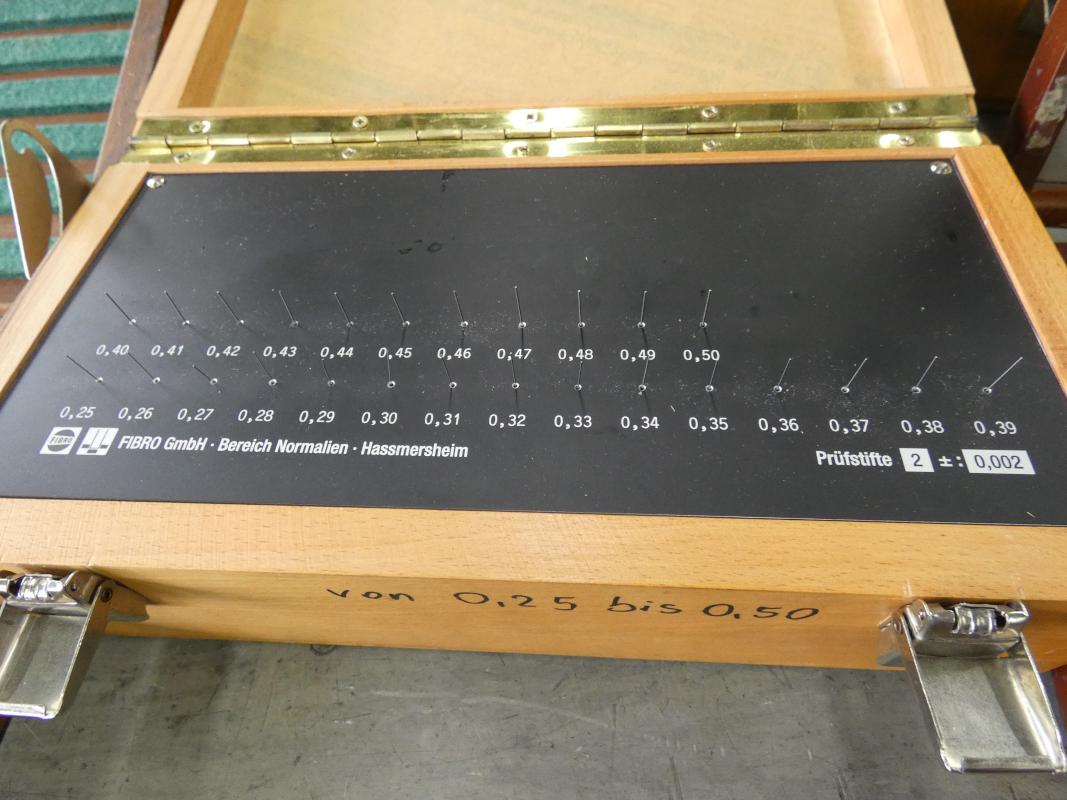 0,40 0,41 0,42 0,43 0,44 0,45 0,46 0,47 0,48 0,49 0,50
0,25 0,26 0,27 0,28 0,29 0,30 0,31 0,32 0,33 0,34 0,35 0,36 0,37 0,38 0,39
FIBRO FIBRO GmbH · Bereich Normalien · Hassmersheim
Prüfstifte 2 ±: 0,002
von 0,25 bis 0,50